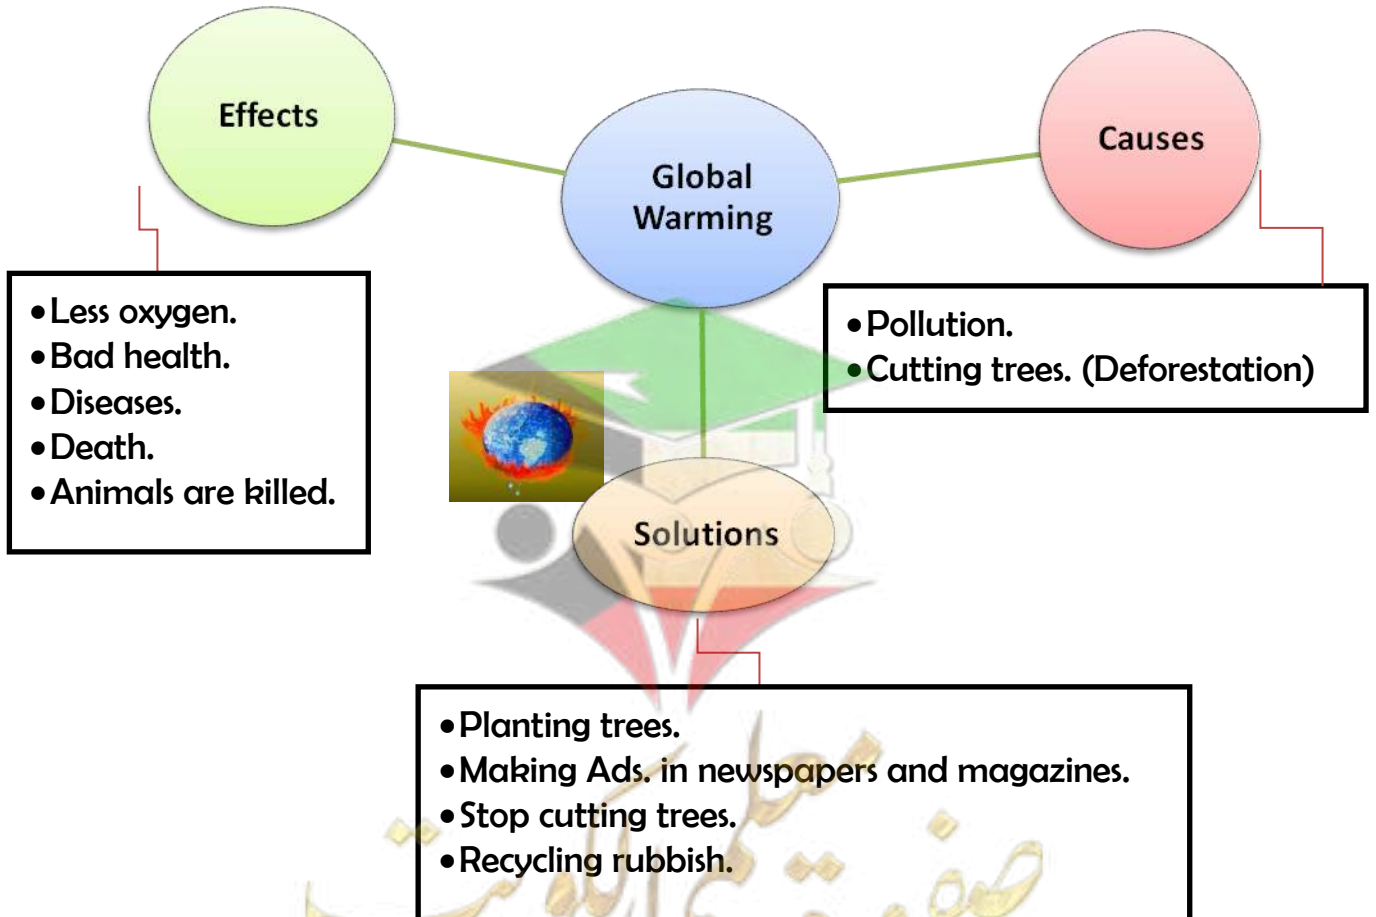 Effects
Global
Warming
Causes
•Less oxygen.
•Bad health.
•Diseases.
•Death.
•Animals are killed.
•Pollution.
•Cutting trees. (Deforestation)
Solutions
•Planting trees.
•Making Ads. in newspapers and magazines.
•Stop cutting trees.
•Recycling rubbish.